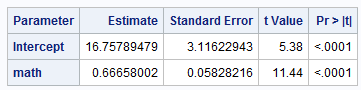 Parameter Estimate Standard Error t Value Pr > |t|
Intercept 16.75789479 3.11622943 5.38 <.0001
math 0.66658002 0.05828216 11.44 <.0001